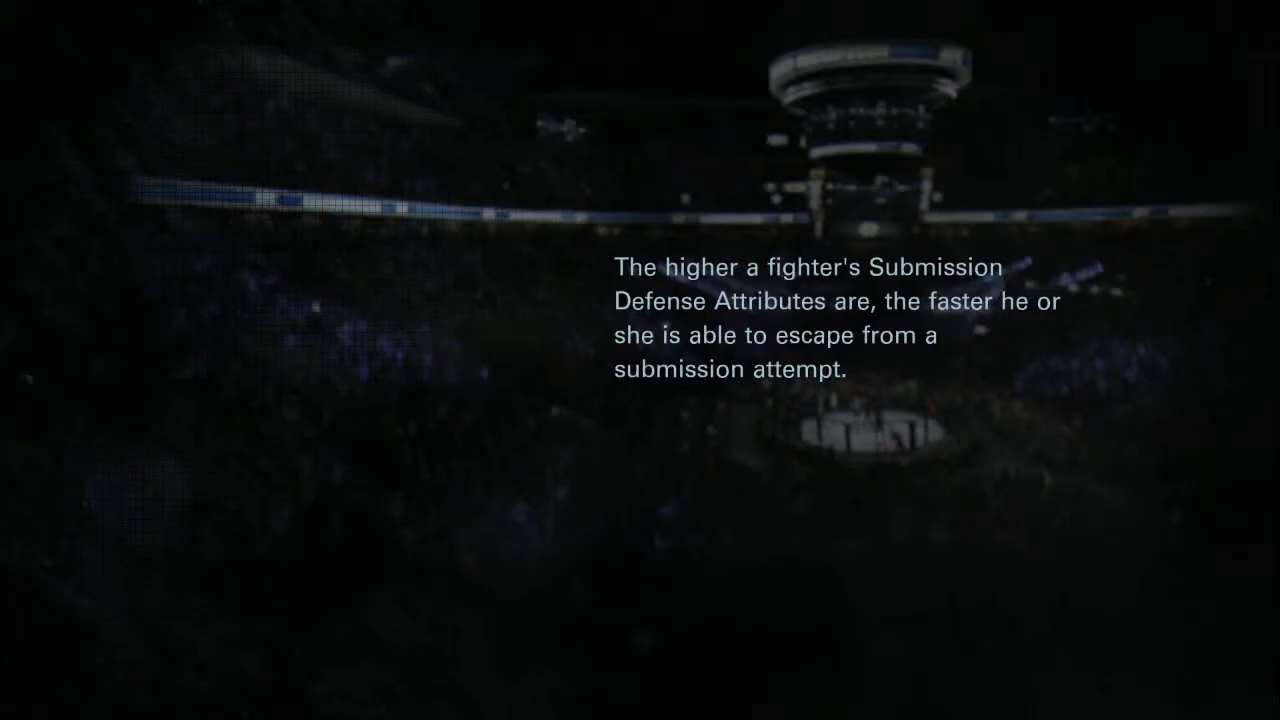 The higher a fighter's Submission
Defense Attributes are, the faster he or
she is able to escape from a
submission attempt.